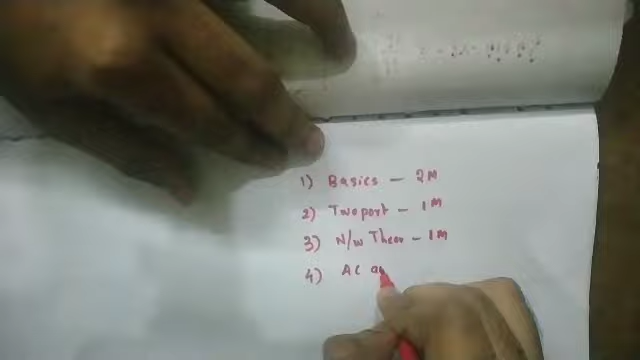 1) Basics - 2M
2) Twoport - 1M
3) N/w Theor - 1M
4) AC a